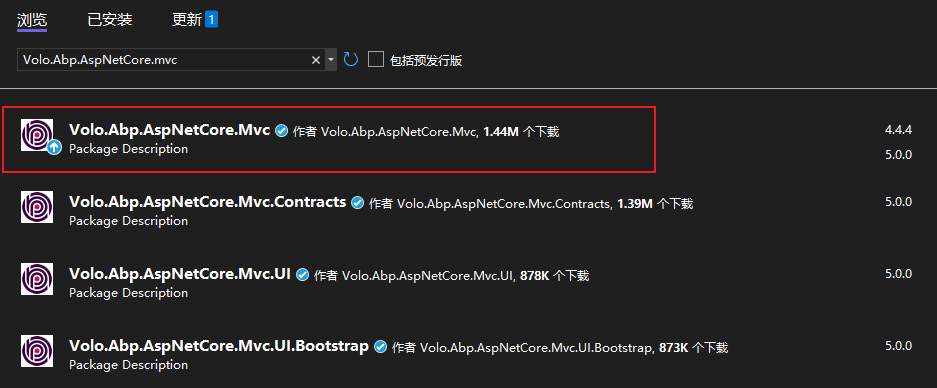 浏览 已安装 更新 1
Volo.Abp.AspNetCore.mvc 包括预发行版
Volo.Abp.AspNetCore.Mvc 作者 Volo.Abp.AspNetCore.Mvc, 1.44M 个下载 4.4.4
Package Description 5.0.0
Volo.Abp.AspNetCore.Mvc.Contracts 作者 Volo.Abp.AspNetCore.Mvc.Contracts, 1.39M 个下载 5.0.0
Package Description
Volo.Abp.AspNetCore.Mvc.UI 作者 Volo.Abp.AspNetCore.Mvc.UI, 878K 个下载 5.0.0
Package Description
Volo.Abp.AspNetCore.Mvc.UI.Bootstrap 作者 Volo.Abp.AspNetCore.Mvc.UI.Bootstrap, 873K 个下载 5.0.0
Package Description